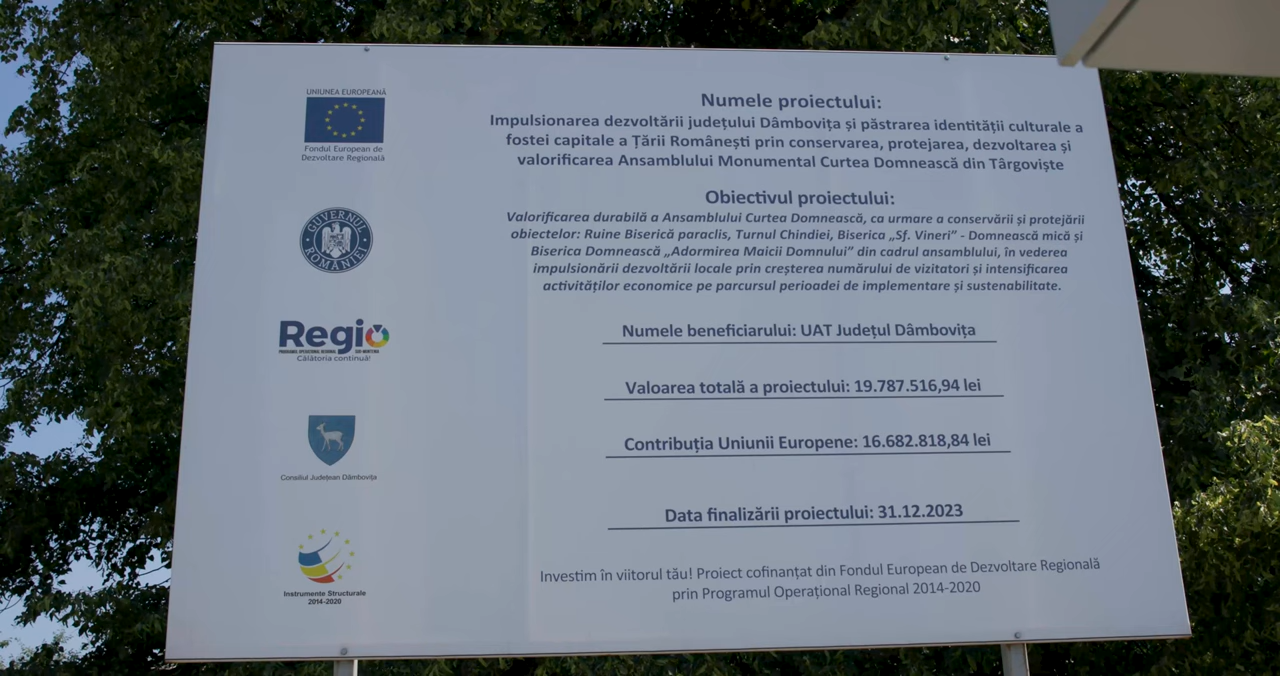 UNIUNEA EUROPEANĂ
Fondul European de
Dezvoltare Regională
GUVERNUL ROMÂNIEI
Regio
PROGRAMUL OPERAȚIONAL REGIONAL SUD-MUNTENIA
Călătoria continuă!
Consiliul Județean Dâmbovița
Instrumente Structurale
2014-2020
Numele proiectului:
Impulsionarea dezvoltării județului Dâmbovița și păstrarea identității culturale a
fostei capitale a Țării Românești prin conservarea, protejarea, dezvoltarea și
valorificarea Ansamblului Monumental Curtea Domnească din Târgoviște
Obiectivul proiectului:
Valorificarea durabilă a Ansamblului Curtea Domnească, ca urmare a conservării și protejării
obiectelor: Ruine Biserică paraclis, Turnul Chindiei, Biserica „Sf. Vineri” - Domnească mică și
Biserica Domnească „Adormirea Maicii Domnului” din cadrul ansamblului, în vederea
impulsionării dezvoltării locale prin creșterea numărului de vizitatori și intensificarea
activităților economice pe parcursul perioadei de implementare și sustenabilitate.
Numele beneficiarului: UAT Județul Dâmbovița
Valoarea totală a proiectului: 19.787.516,94 lei
Contribuția Uniunii Europene: 16.682.818,84 lei
Data finalizării proiectului: 31.12.2023
Investim în viitorul tău! Proiect cofinanțat din Fondul European de Dezvoltare Regională
prin Programul Operațional Regional 2014-2020